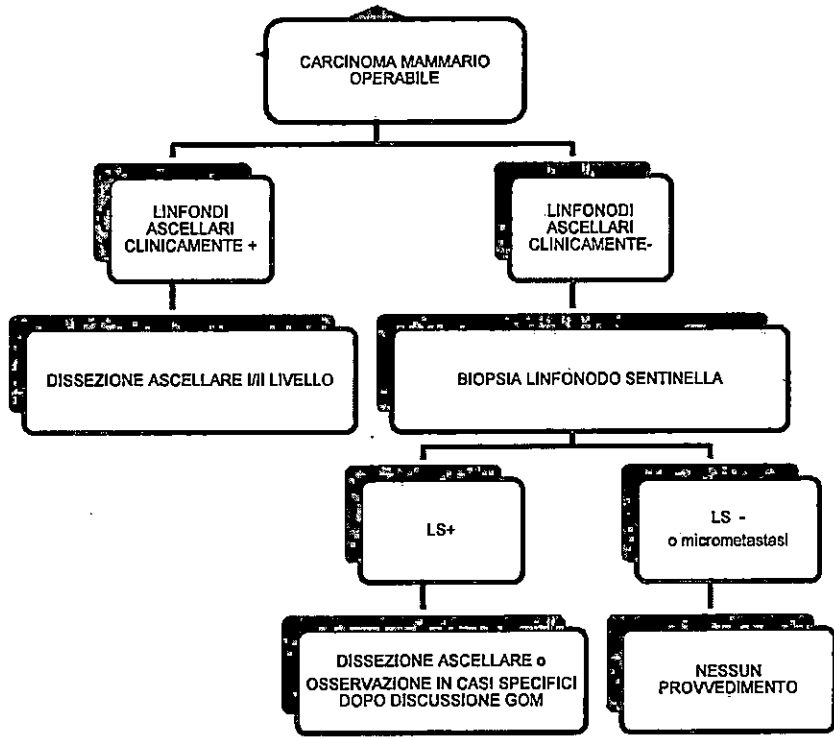 CARCINOMA MAMMARIO
OPERABILE
LINFONDI
ASCELLARI
CLINICAMENTE +
LINFONODI
ASCELLARI
CLINICAMENTE-
DISSEZIONE ASCELLARE I/II LIVELLO
BIOPSIA LINFONODO SENTINELLA
LS+
LS -
o micrometastasi
DISSEZIONE ASCELLARE o
OSSERVAZIONE IN CASI SPECIFICI
DOPO DISCUSSIONE GOM
NESSUN
PROVVEDIMENTO